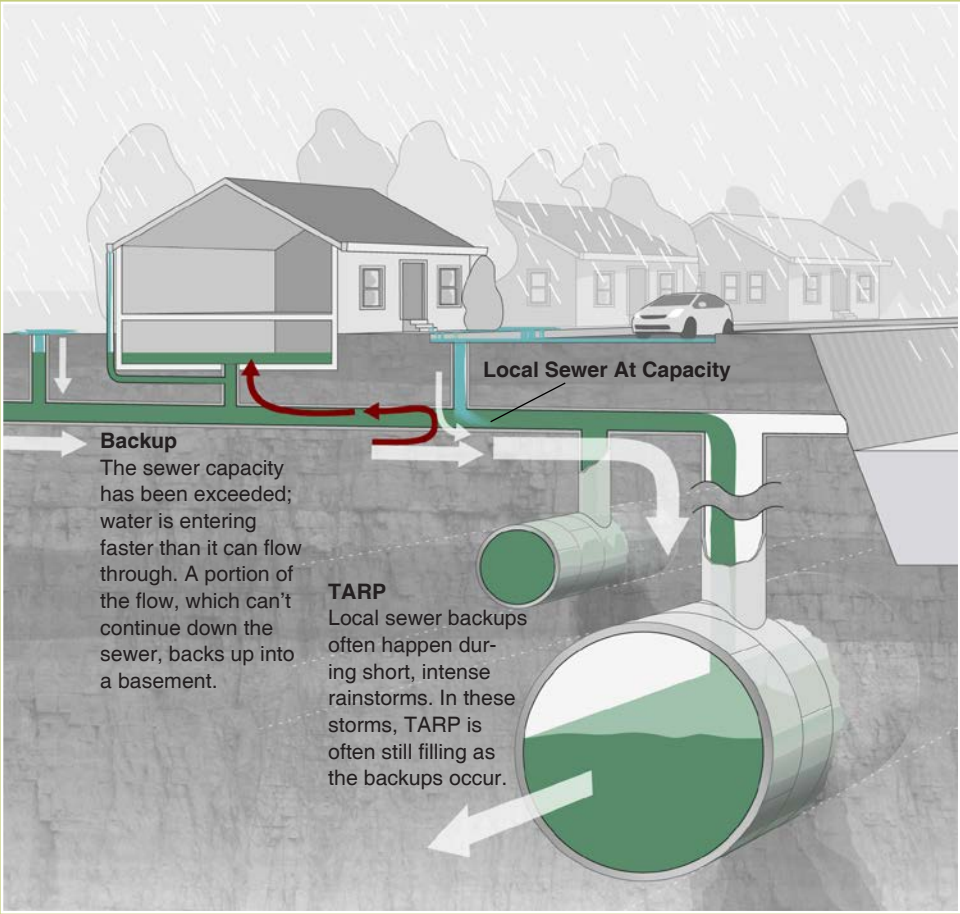 Local Sewer At Capacity
Backup
The sewer capacity
has been exceeded;
water is entering
faster than it can flow
through. A portion of
the flow, which can't
continue down the
sewer, backs up into
a basement.
TARP
Local sewer backups
often happen dur-
ing short, intense
rainstorms. In these
storms, TARP is
often still filling as
the backups occur.